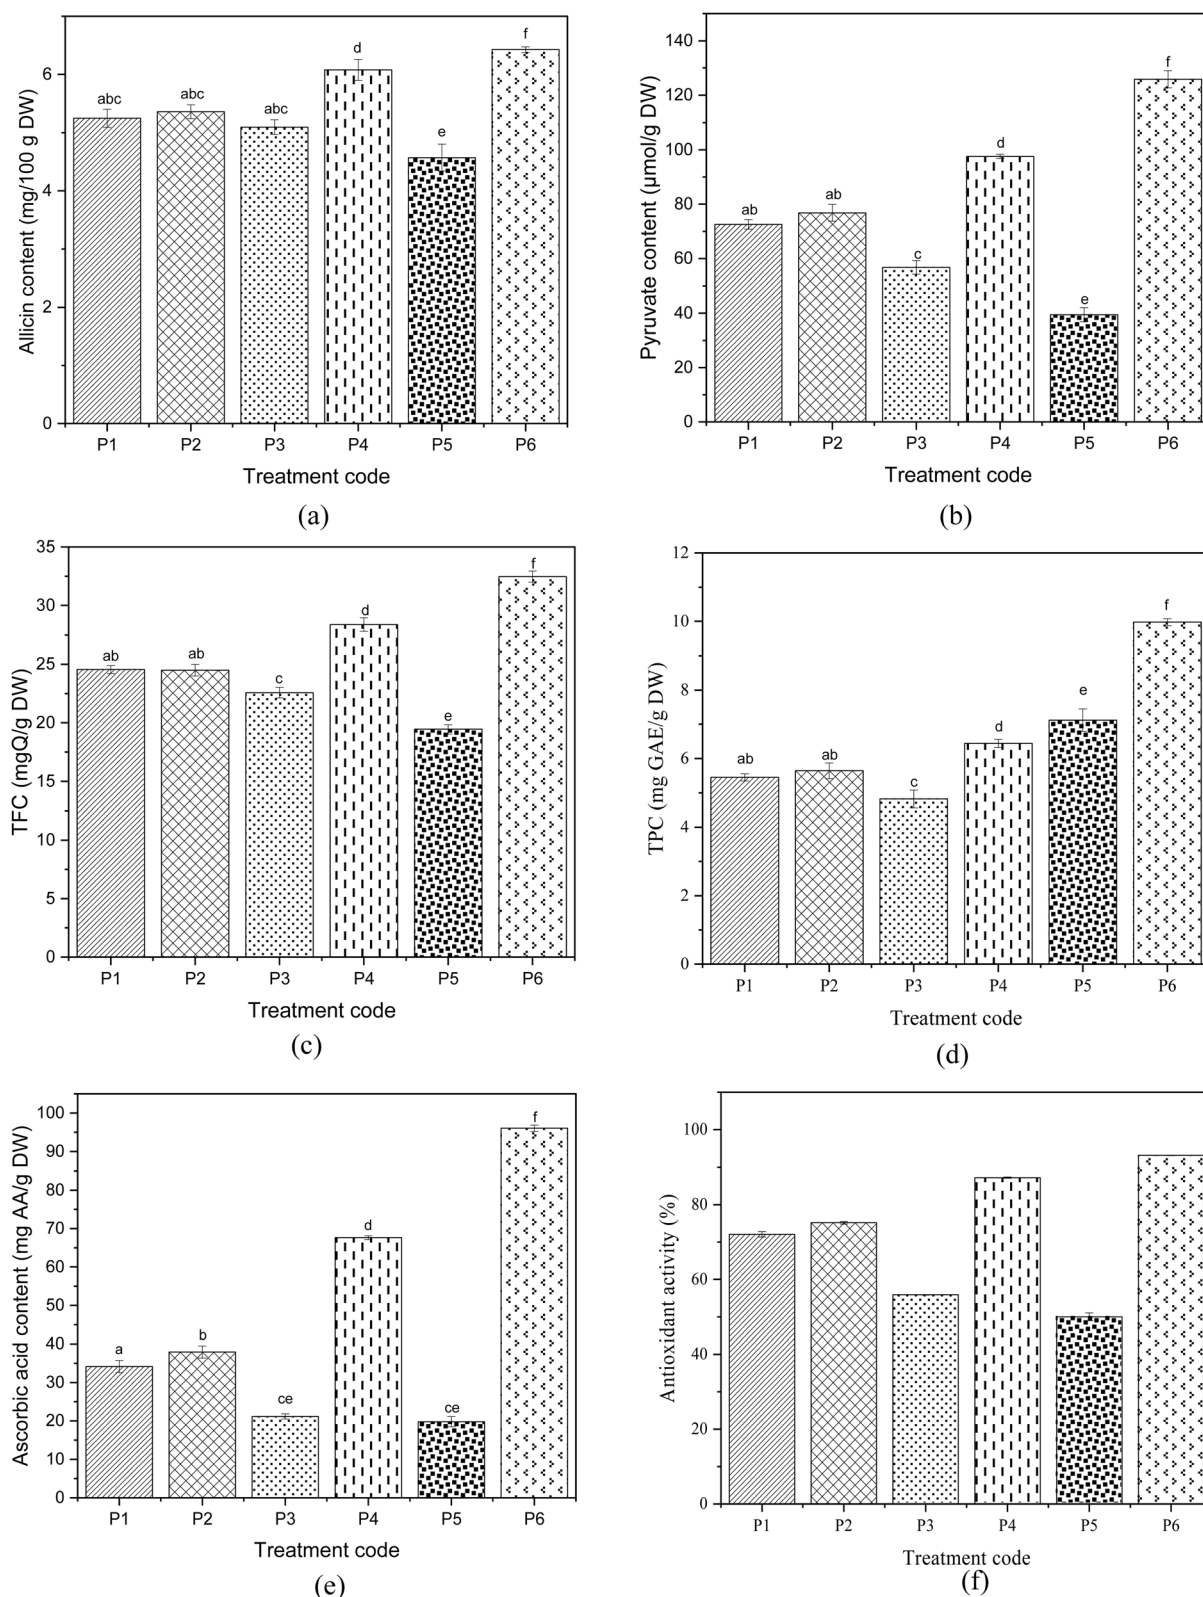 Allicin content (mg/100 g DW)
6
4
2
0
abc
abc
abc
d
e
f
P1 P2 P3 P4 P5 P6
Treatment code
(a)
Pyruvate content (µmol/g DW)
140
120
100
80
60
40
20
0
ab
ab
c
d
e
f
P1 P2 P3 P4 P5 P6
Treatment code
(b)
TFC (mgQ/g DW)
35
30
25
20
15
10
5
0
ab
ab
c
d
e
f
P1 P2 P3 P4 P5 P6
Treatment code
(c)
TPC (mg GAE/g DW)
12
10
8
6
4
2
0
ab
ab
c
d
e
f
P1 P2 P3 P4 P5 P6
Treatment code
(d)
Ascorbic acid content (mg AA/g DW)
100
90
80
70
60
50
40
30
20
10
0
a
b
ce
d
ce
f
P1 P2 P3 P4 P5 P6
Treatment code
(e)
Antioxidant activity (%)
100
80
60
40
20
0
P1 P2 P3 P4 P5 P6
Treatment code
(f)